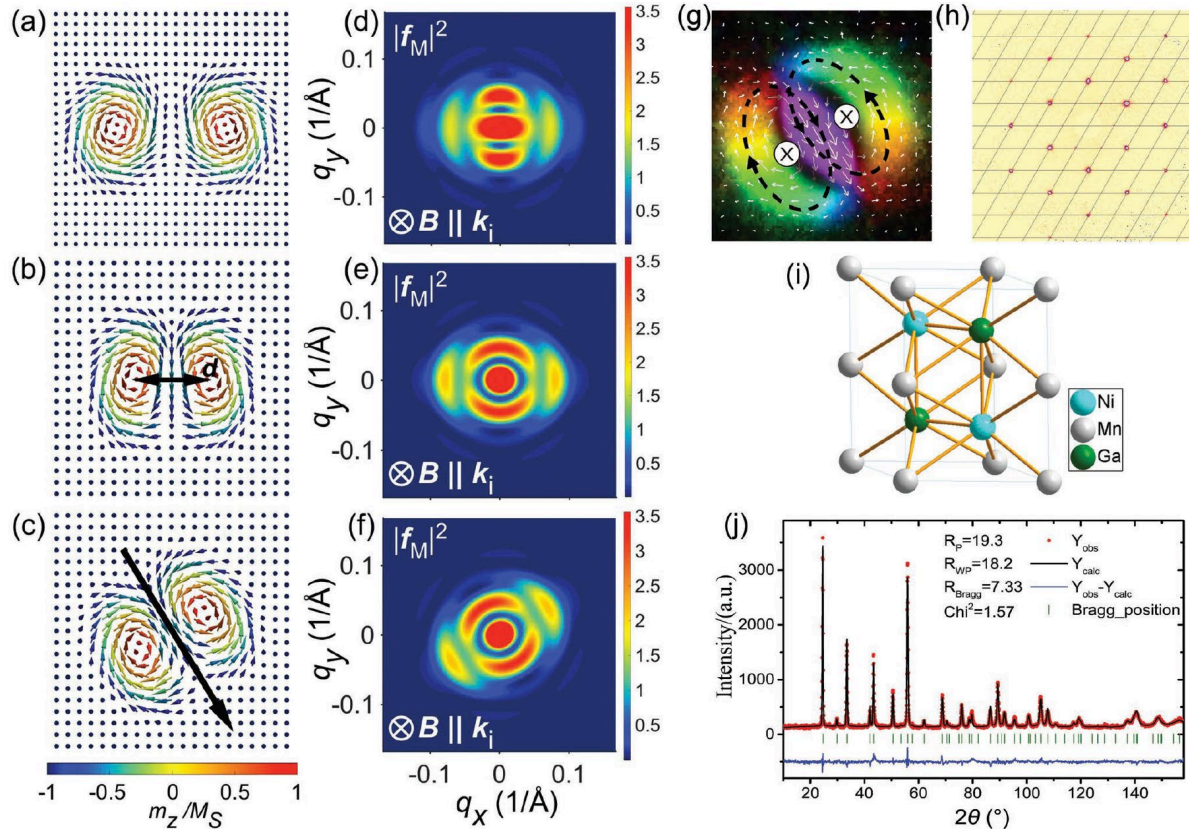 (a)
(b)
d
(c)
-1 -0.5 0 0.5 1
m_z/M_S
(d)
|f_M|²
q_y (1/Å)
0.1
0
-0.1
⊗B || k_i
3.5
3
2.5
2
1.5
1
0.5
(e)
|f_M|²
q_y (1/Å)
0.1
0
-0.1
⊗B || k_i
3.5
3
2.5
2
1.5
1
0.5
(f)
|f_M|²
q_y (1/Å)
0.1
0
-0.1
⊗B || k_i
3.5
3
2.5
2
1.5
1
0.5
-0.1 0 0.1
q_x (1/Å)
(g)
X
X
(h)
(i)
Ni
Mn
Ga
(j)
R_P=19.3
R_WP=18.2
R_Bragg=7.33
Chi²=1.57
Y_obs
Y_calc
Y_obs-Y_calc
Bragg_position
Intensity/(a.u.)
3000
2000
1000
0
20 40 60 80 100 120 140
2θ (°)